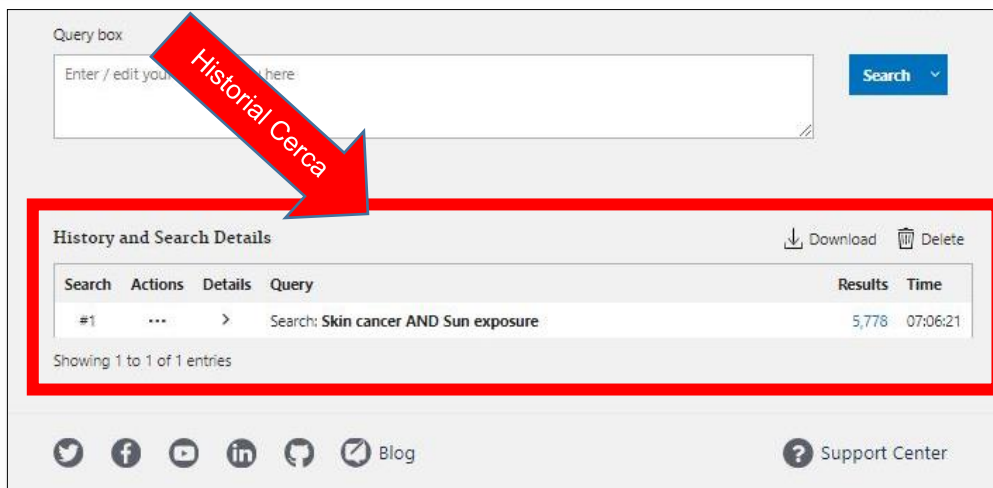 Query box
Enter / edit your here
Search
Historial Cerca
History and Search Details
Download Delete
Search Actions Details Query Results Time
#1 ... > Search: Skin cancer AND Sun exposure 5,778 07:06:21
Showing 1 to 1 of 1 entries
Blog Support Center